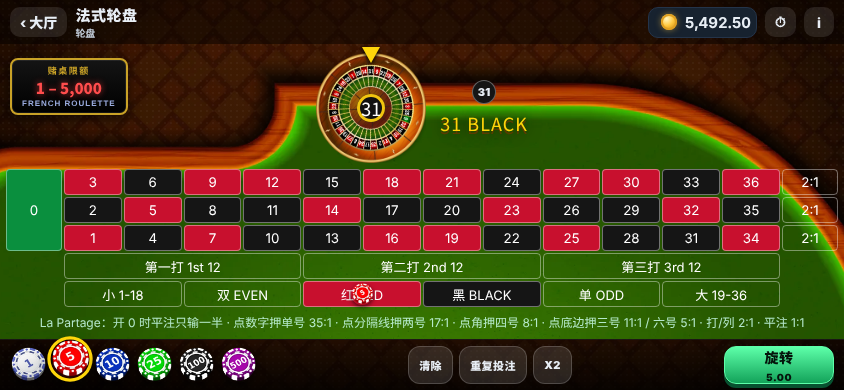 ‹ 大厅
法式轮盘
轮盘
5,492.50
i
赌桌限额
1 – 5,000
FRENCH ROULETTE
31
31
31 BLACK
0
3 6 9 12 15 18 21 24 27 30 33 36 2:1
2 5 8 11 14 17 20 23 26 29 32 35 2:1
1 4 7 10 13 16 19 22 25 28 31 34 2:1
第一打 1st 12 第二打 2nd 12 第三打 3rd 12
小 1-18 双 EVEN 红 5 D 黑 BLACK 单 ODD 大 19-36
La Partage：开 0 时平注只输一半 · 点数字押单号 35:1 · 点分隔线押两号 17:1 · 点角押四号 8:1 · 点底边押三号 11:1 / 六号 5:1 · 打/列 2:1 · 平注 1:1
1 5 10 25 100 500
清除 重复投注 X2
旋转
5.00